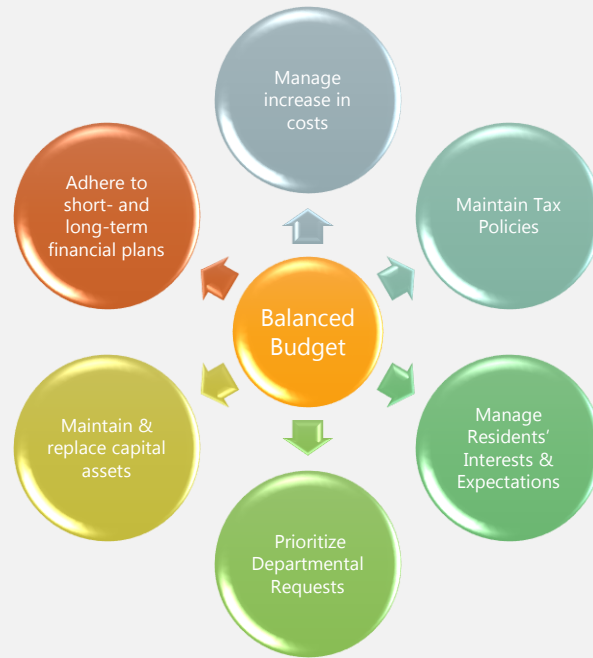 Manage
increase in
costs
Adhere to
short- and
long-term
financial plans
Maintain Tax
Policies
Balanced
Budget
Maintain &
replace capital
assets
Manage
Residents'
Interests &
Expectations
Prioritize
Departmental
Requests